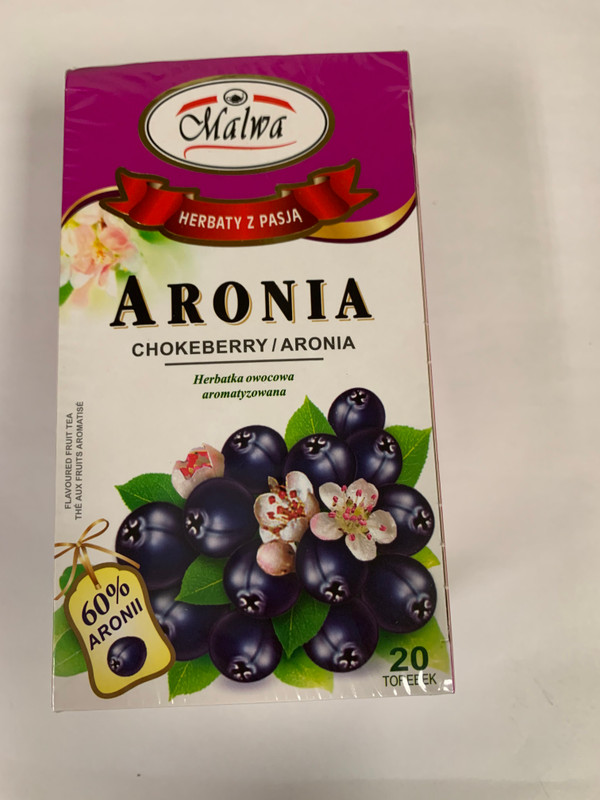 Malwa
HERBATY Z PASJĄ
ARONIA
CHOKEBERRY / ARONIA
Herbatka owocowa
aromatyzowana
FLAVOURED FRUIT TEA
THÉ AUX FRUITS AROMATISÉ
60%
ARONII
20
TOREBEK